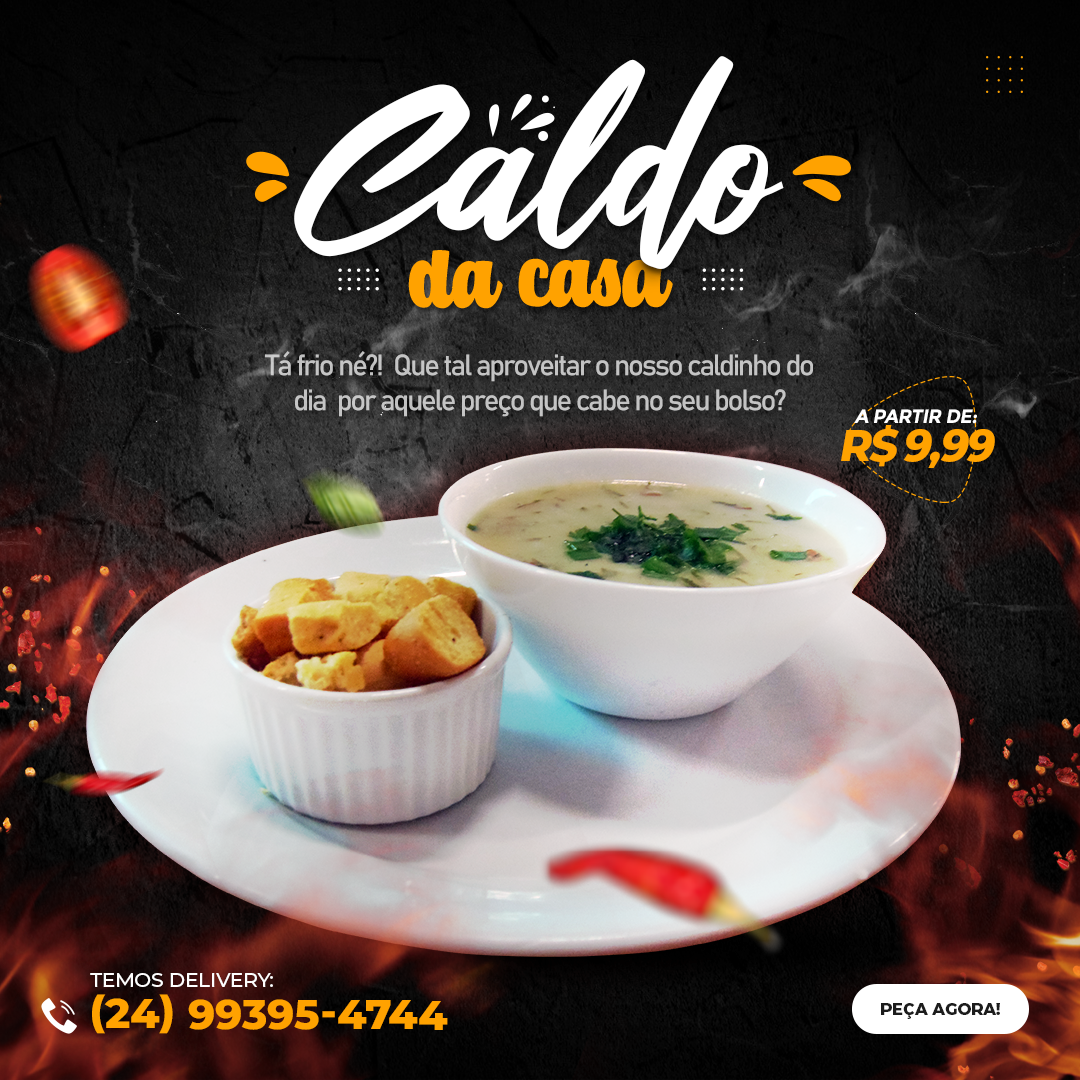 Caldo
da casa
Tá frio né?! Que tal aproveitar o nosso caldinho do
dia por aquele preço que cabe no seu bolso?
A PARTIR DE:
R$ 9,99
TEMOS DELIVERY:
(24) 99395-4744
PEÇA AGORA!